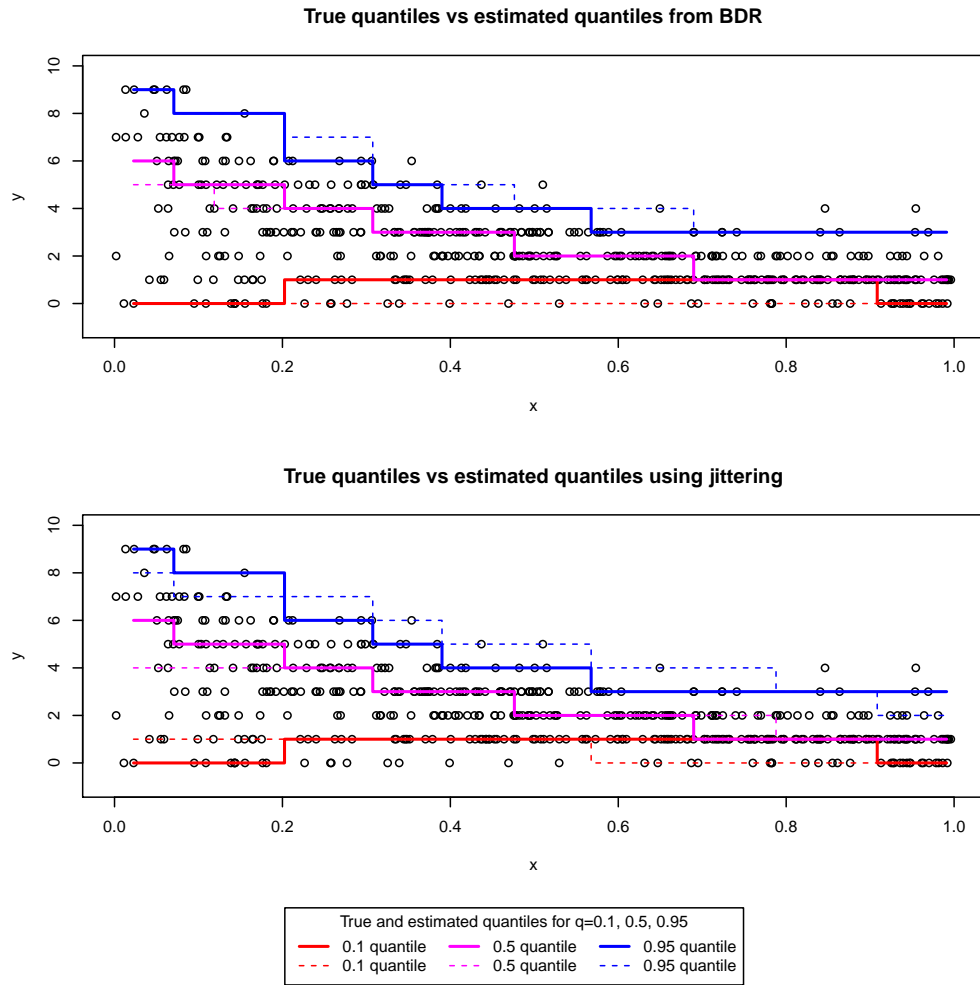 True quantiles vs estimated quantiles from BDR
10
8
6
4
2
0
y
0.0 0.2 0.4 0.6 0.8 1.0
x
True quantiles vs estimated quantiles using jittering
10
8
6
4
2
0
y
0.0 0.2 0.4 0.6 0.8 1.0
x
True and estimated quantiles for q=0.1, 0.5, 0.95
0.1 quantile 0.5 quantile 0.95 quantile
0.1 quantile 0.5 quantile 0.95 quantile